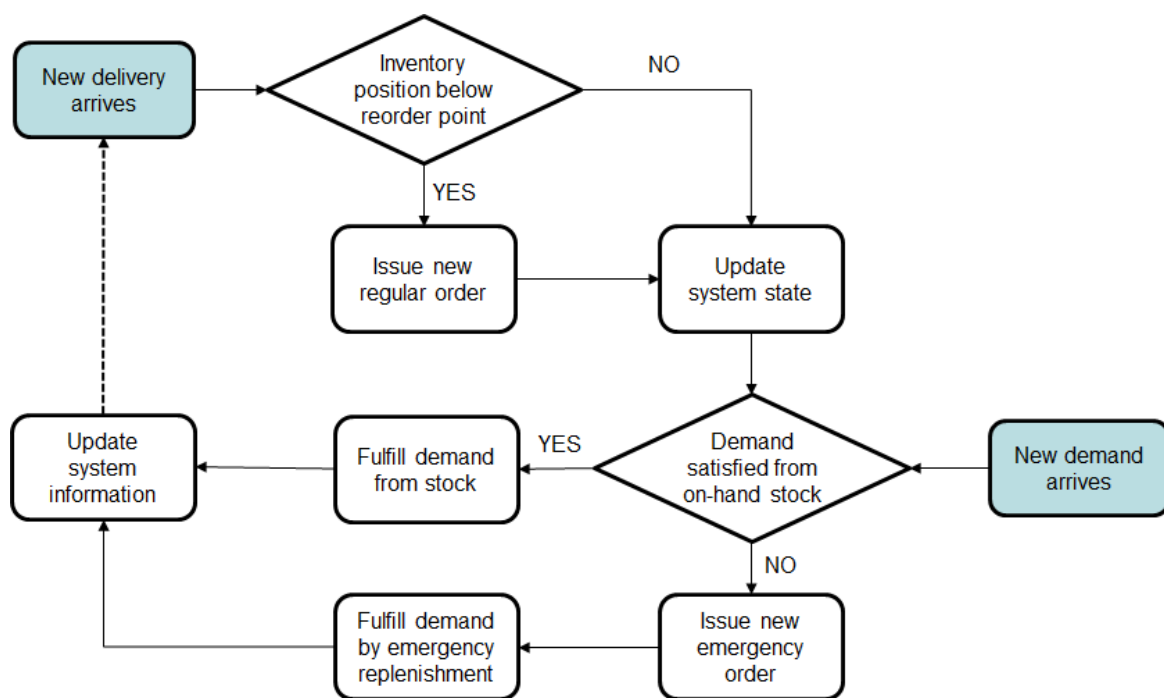 New delivery
arrives
Inventory
position below
reorder point
NO
YES
Issue new
regular order
Update
system state
Update
system
information
Fulfill demand
from stock
YES
Demand
satisfied from
on-hand stock
New demand
arrives
NO
Fulfill demand
by emergency
replenishment
Issue new
emergency
order